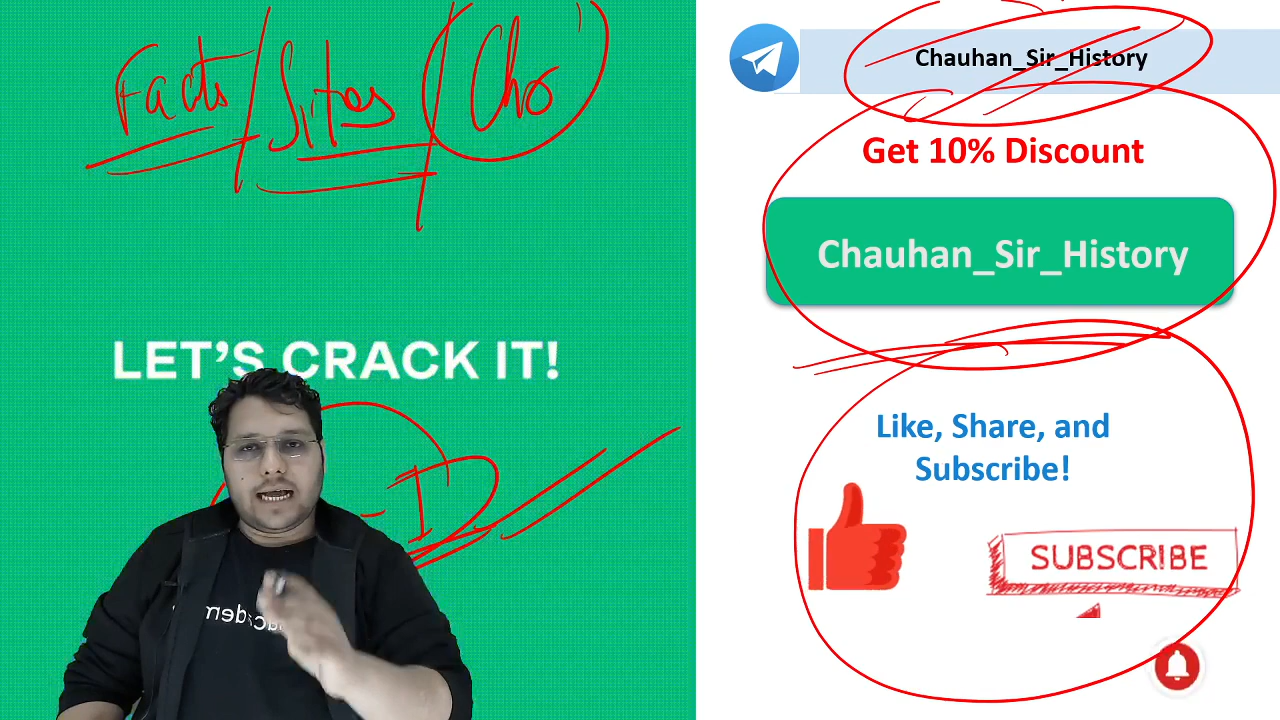 Facts / Sites / (Cho)
LET'S CRACK IT!
- D
Chauhan_Sir_History
Get 10% Discount
Chauhan_Sir_History
Like, Share, and
Subscribe!
SUBSCRIBE